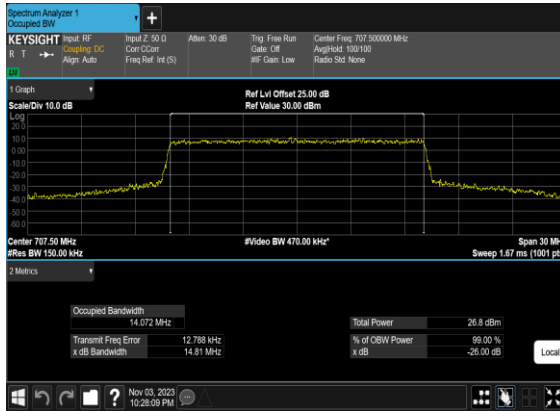 Spectrum Analyzer 1
Occupied BW
+
KEYSIGHT Input: RF Input Z: 50 Ω Atten: 30 dB Trig: Free Run Center Freq: 707.500000 MHz
R T Coupling: DC Corr CCorr Gate: Off Avg|Hold: 100/100
Align: Auto Freq Ref: Int (S) #IF Gain: Low Radio Std: None
LXI
1 Graph
Ref Lvl Offset 25.00 dB
Scale/Div 10.0 dB Ref Value 30.00 dBm
Log
20.0
10.0
0.00
-10.0
-20.0
-30.0
-40.0
-50.0
-60.0
Center 707.50 MHz #Video BW 470.00 kHz* Span 30 MH
#Res BW 150.00 kHz Sweep 1.67 ms (1001 pt
2 Metrics
Occupied Bandwidth
14.072 MHz Total Power 26.8 dBm
Transmit Freq Error 12.788 kHz % of OBW Power 99.00 %
x dB Bandwidth 14.81 MHz x dB -26.00 dB
Local
? Nov 03, 2023
10:28:09 PM